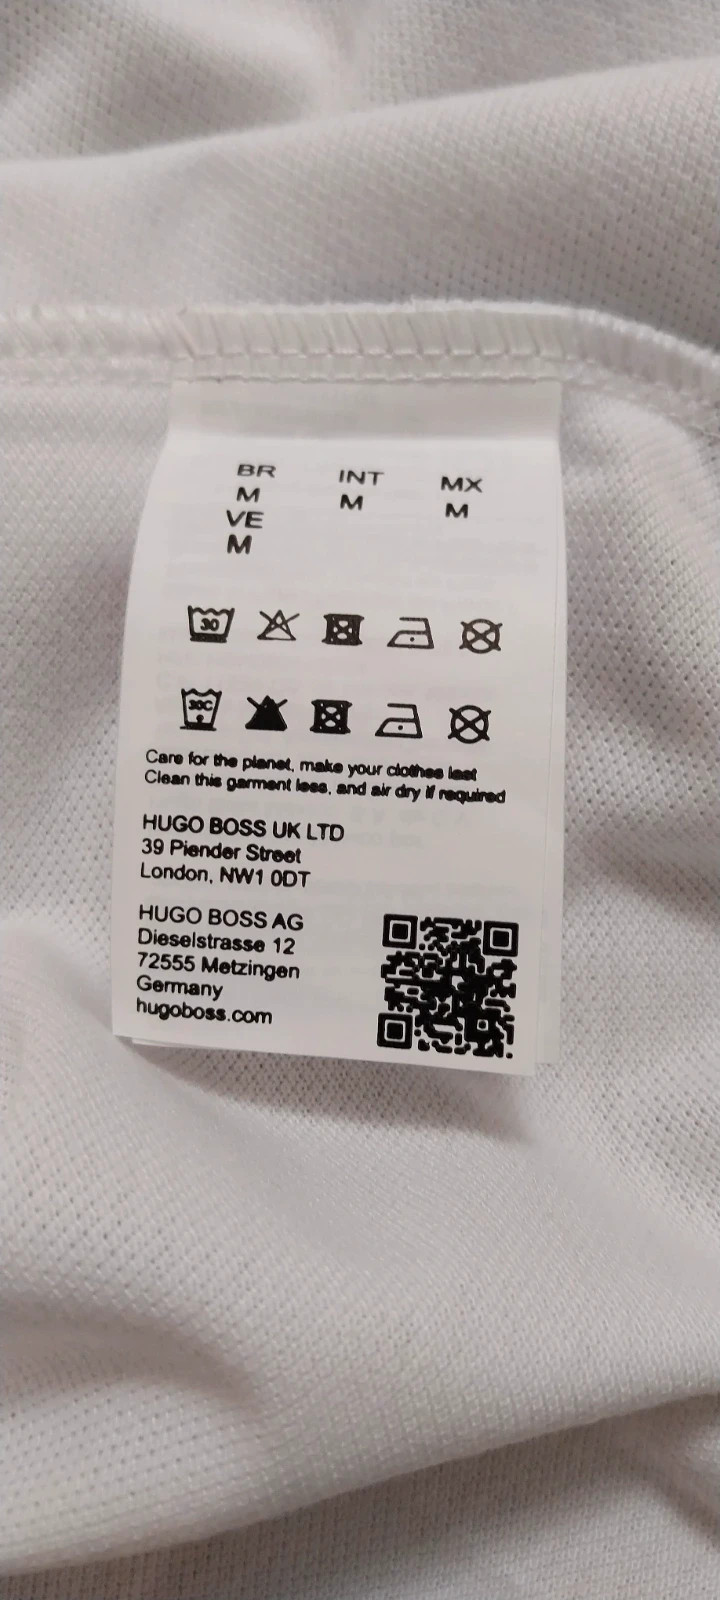 BR INT MX
M M M
VE
M
30
30C
Care for the planet, make your clothes last
Clean this garment less, and air dry if required
HUGO BOSS UK LTD
39 Plender Street
London, NW1 0DT
HUGO BOSS AG
Dieselstrasse 12
72555 Metzingen
Germany
hugoboss.com